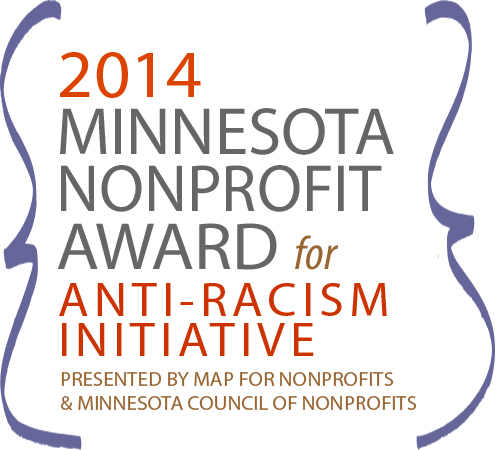 2014
MINNESOTA
NONPROFIT
AWARD for
ANTI-RACISM
INITIATIVE
PRESENTED BY MAP FOR NONPROFITS
& MINNESOTA COUNCIL OF NONPROFITS